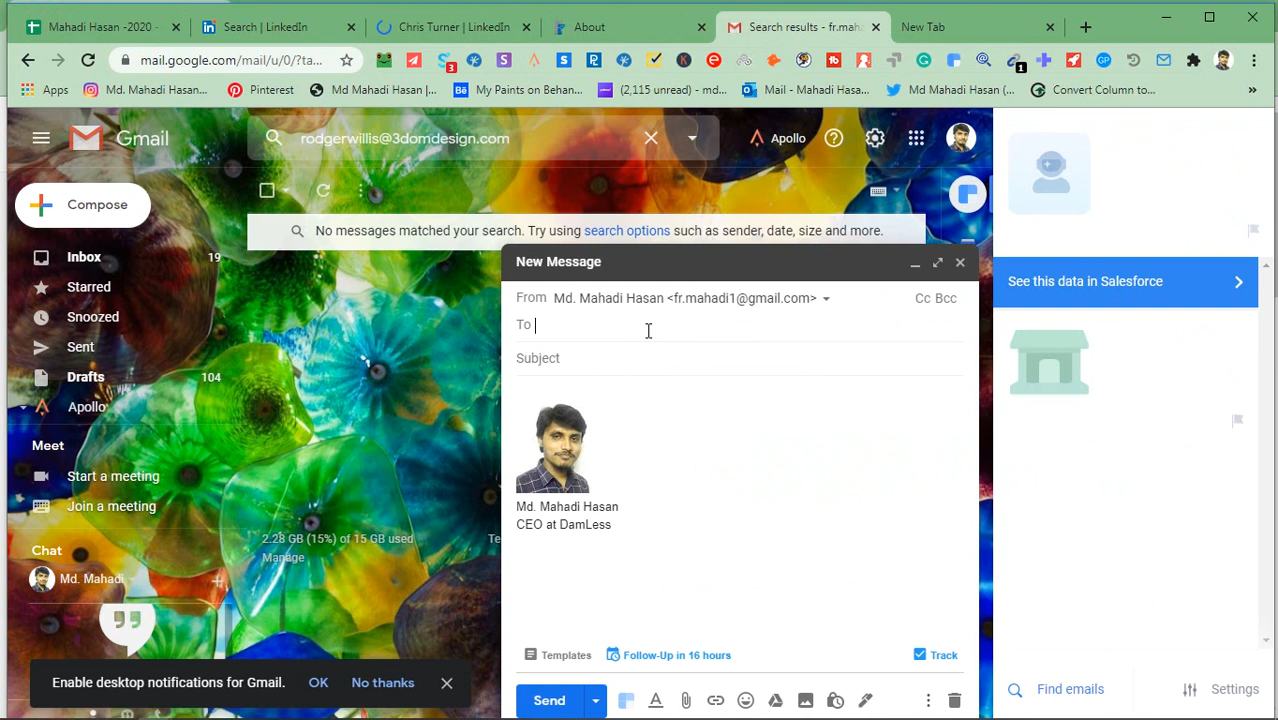 Mahadi Hasan -2020 -
Search | LinkedIn
Chris Turner | LinkedIn
About
Search results - fr.maha
New Tab
mail.google.com/mail/u/0/?ta...
3
1
GP
Apps
Md. Mahadi Hasan...
Pinterest
Md Mahadi Hasan |...
My Paints on Behan...
(2,115 unread) - md...
Mail - Mahadi Hasa...
Md Mahadi Hasan (...
Convert Column to...
»
Gmail
rodgerwillis@3domdesign.com
Apollo
Compose
No messages matched your search. Try using search options such as sender, date, size and more.
Inbox 19
Starred
Snoozed
Sent
Drafts 104
Apollo
Meet
Start a meeting
Join a meeting
Chat
Md. Mahadi
2.28 GB (15%) of 15 GB used
Manage
Te
New Message
From Md. Mahadi Hasan <fr.mahadi1@gmail.com>
Cc Bcc
To
Subject
Md. Mahadi Hasan
CEO at DamLess
Templates
Follow-Up in 16 hours
Track
Send
See this data in Salesforce
Find emails
Settings
Enable desktop notifications for Gmail. OK No thanks